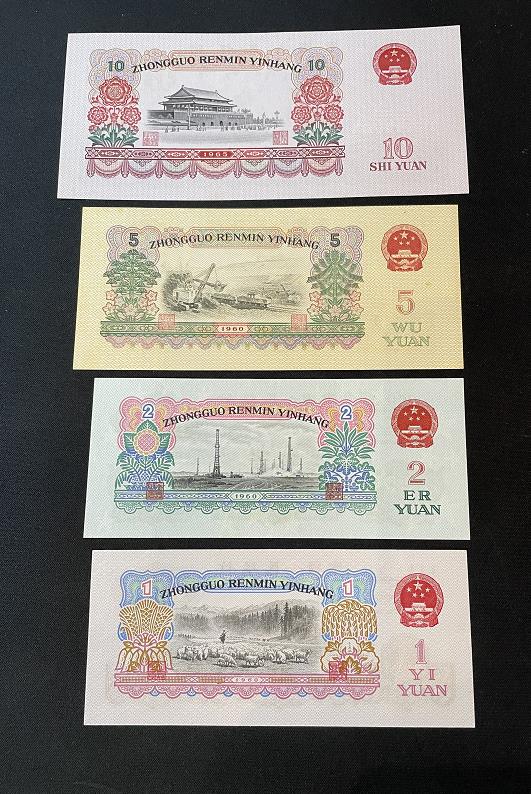 10 ZHONGGUO RENMIN YINHANG 10
1965
10
SHI YUAN
5 ZHONGGUO RENMIN YINHANG 5
1960
5
WU
YUAN
2 ZHONGGUO RENMIN YINHANG 2
1960
2
ER
YUAN
1 ZHONGGUO RENMIN YINHANG 1
1960
1
YI
YUAN